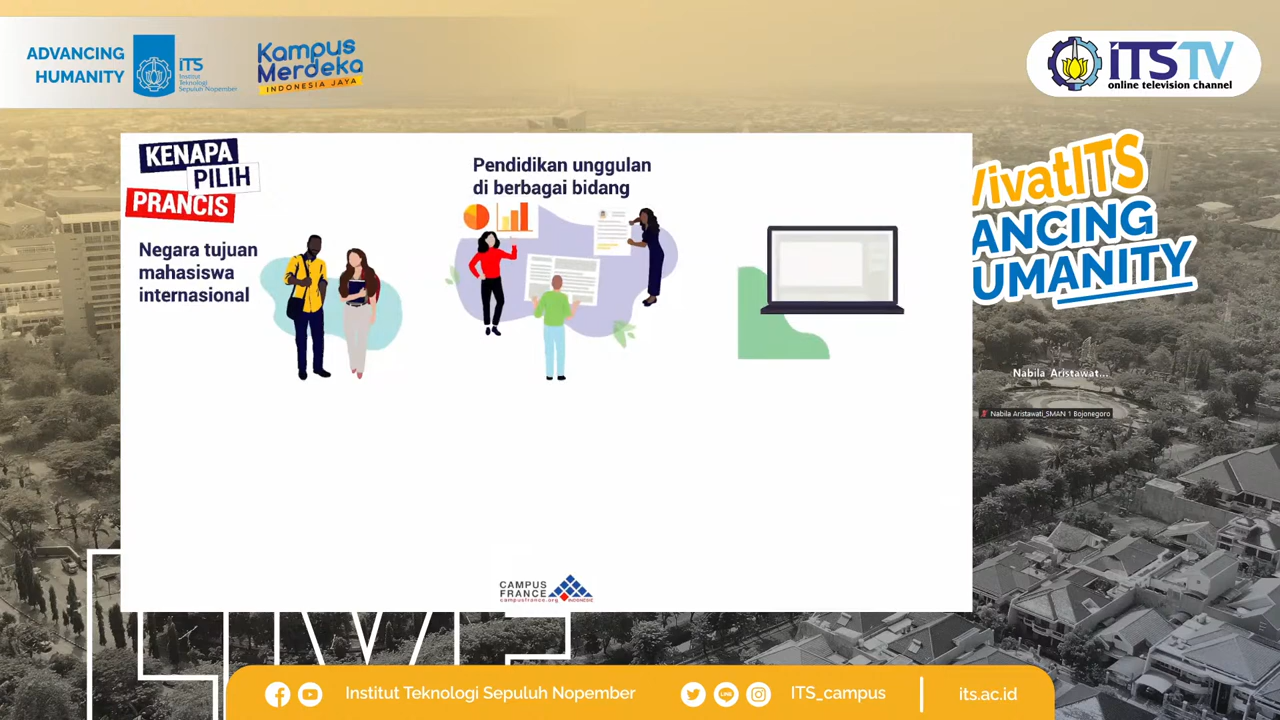 ADVANCING
HUMANITY
iTS
Institut
Teknologi
Sepuluh Nopember
Kampus
Merdeka
INDONESIA JAYA
iTSTV
online television channel
KENAPA
PILIH
PRANCIS
Negara tujuan
mahasiswa
internasional
Pendidikan unggulan
di berbagai bidang
VivatITS
ANCING
UMANITY
Nabila Aristawat...
Nabila Aristawati_SMAN 1 Bojonegoro
CAMPUS
FRANCE
campusfrance.org INDONESIE
LIVE
Institut Teknologi Sepuluh Nopember
ITS_campus
its.ac.id